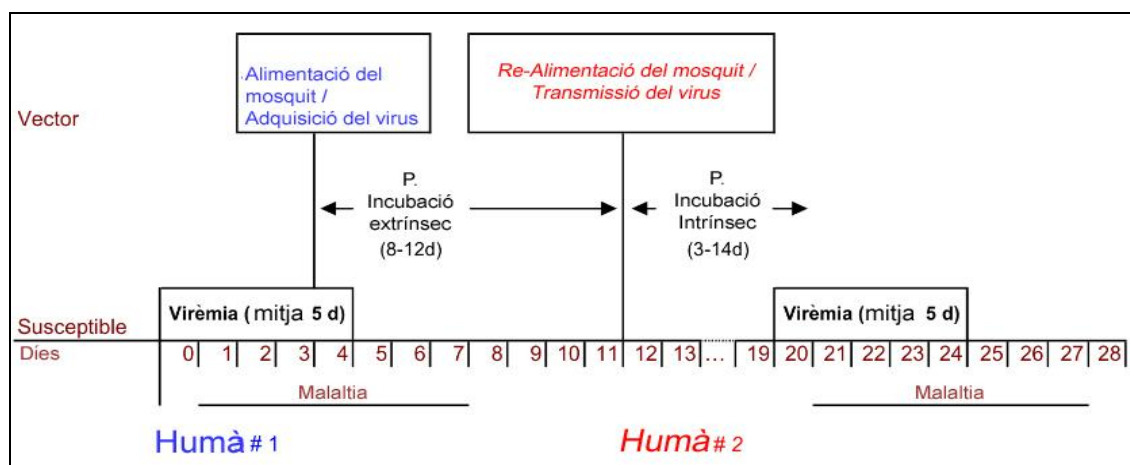 .Alimentació del
mosquit /
Adquisició del virus
Re-Alimentació del mosquit /
Transmissió del virus
Vector
P.
Incubació
extrínsec
(8-12d)
P.
Incubació
Intrínsec
(3-14d)
Virèmia (mitja 5 d)
Virèmia (mitja 5 d)
Susceptible
Díes
0 1 2 3 4 5 6 7 8 9 10 11 12 13 ... 19 20 21 22 23 24 25 26 27 28
Malaltia
Malaltia
Humà # 1
Humà # 2